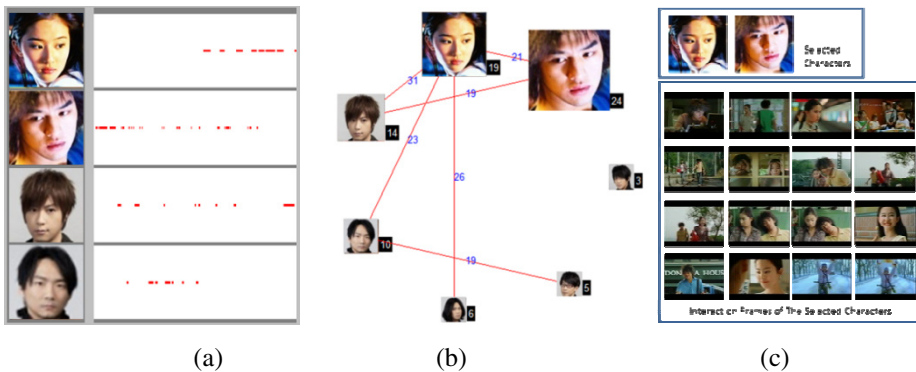 19
21
31
19
24
14
23
3
26
10
19
5
6
Selected
Characters
Interaction Frames of The Selected Characters
(a)
(b)
(c)